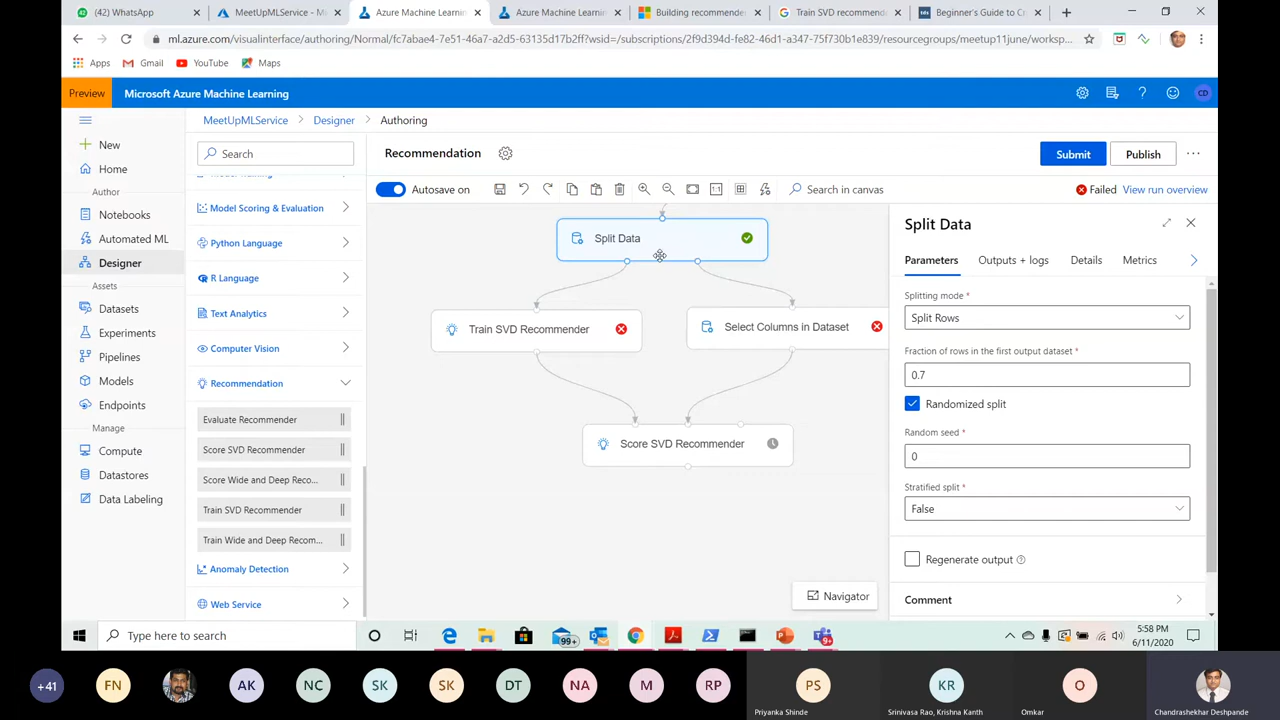 (42) WhatsApp
MeetUpMLService - M
Azure Machine Learnin
Azure Machine Learnin
Building recommende
Train SVD recommend
Beginner's Guide to C
ml.azure.com/visualinterface/authoring/Normal/fc7abae4-7e51-46a7-a2d5-63135d17b2ff?wsid=/subscriptions/2f9d394d-fe82-46d1-a347-75f730b1e839/resourcegroups/meetup11june/worksp...
Apps
Gmail
YouTube
Maps
Preview
Microsoft Azure Machine Learning
CD
New
Home
Author
Notebooks
Automated ML
Designer
Assets
Datasets
Experiments
Pipelines
Models
Endpoints
Manage
Compute
Datastores
Data Labeling
MeetUpMLService > Designer > Authoring
Search
Model Scoring & Evaluation
Python Language
R Language
Text Analytics
Computer Vision
Recommendation
Evaluate Recommender
Score SVD Recommender
Score Wide and Deep Reco...
Train SVD Recommender
Train Wide and Deep Recom...
Anomaly Detection
Web Service
Recommendation
Submit
Publish
...
Autosave on
Search in canvas
Failed
View run overview
Split Data
Train SVD Recommender
Select Columns in Dataset
Score SVD Recommender
Navigator
Split Data
Parameters
Outputs + logs
Details
Metrics
Splitting mode *
Split Rows
Fraction of rows in the first output dataset *
0.7
Randomized split
Random seed *
0
Stratified split *
False
Regenerate output
Comment
Type here to search
99+
9+
5:58 PM
6/11/2020
+41
FN
AK
NC
SK
SK
DT
NA
M
RP
PS
Priyanka Shinde
KR
Srinivasa Rao, Krishna Kanth
O
Omkar
Chandrashekhar Deshpande